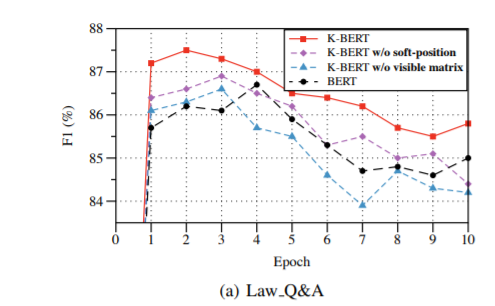 88
87
86
85
84
F1 (%)
K-BERT
K-BERT w/o soft-position
K-BERT w/o visible matrix
BERT
0 1 2 3 4 5 6 7 8 9 10
Epoch
(a) Law_Q&A